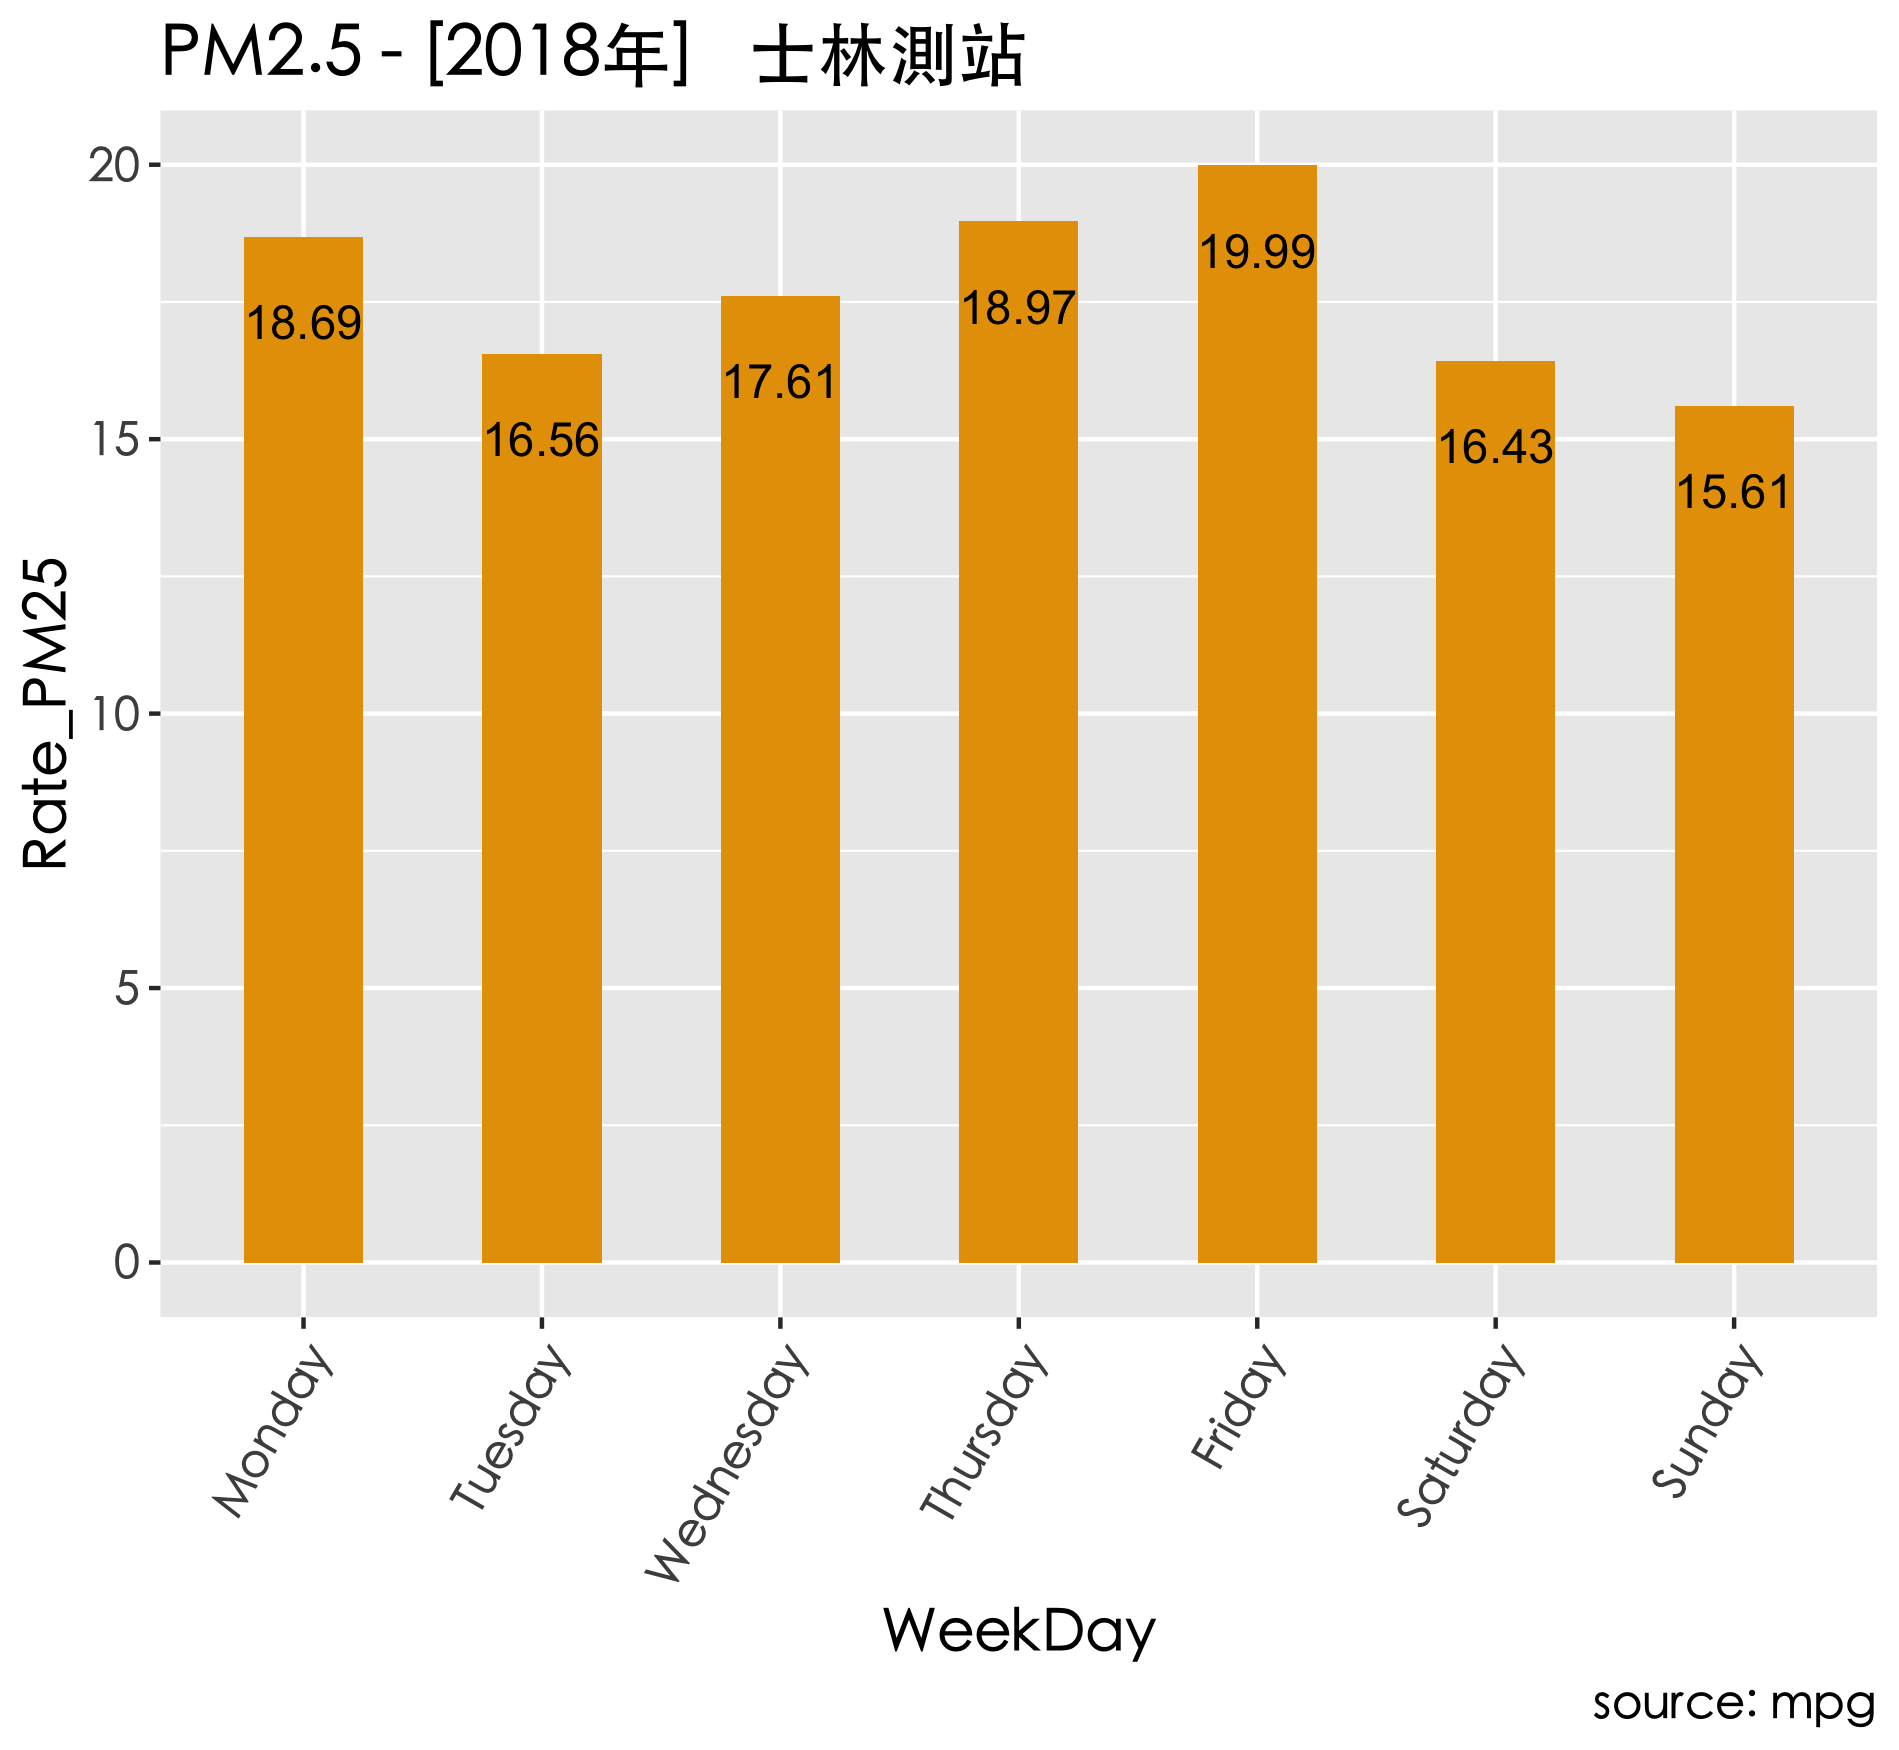 PM2.5 - [2018年]   士林測站
20
15
10
5
0
Rate_PM25
18.69
16.56
17.61
18.97
19.99
16.43
15.61
Monday
Tuesday
Wednesday
Thursday
Friday
Saturday
Sunday
WeekDay
source: mpg